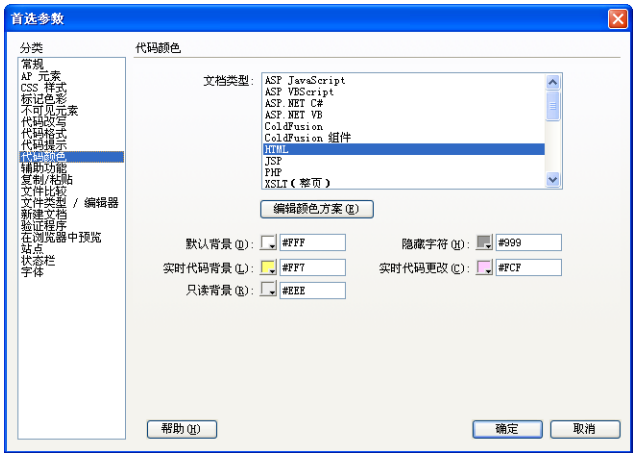 首选参数
分类
代码颜色
常规
AP 元素
CSS 样式
标记色彩
不可见元素
代码改写
代码格式
代码提示
代码颜色
辅助功能
复制/粘贴
文件比较
文件类型 / 编辑器
新建文档
验证程序
在浏览器中预览
站点
状态栏
字体
文档类型:
ASP JavaScript
ASP VBScript
ASP.NET C#
ASP.NET VB
ColdFusion
ColdFusion 组件
HTML
JSP
PHP
XSLT(整页)
编辑颜色方案(E)
默认背景(D): #FFF 隐藏字符(H): #999
实时代码背景(L): #FF7 实时代码更改(C): #FCF
只读背景(R): #EEE
帮助(H) 确定 取消